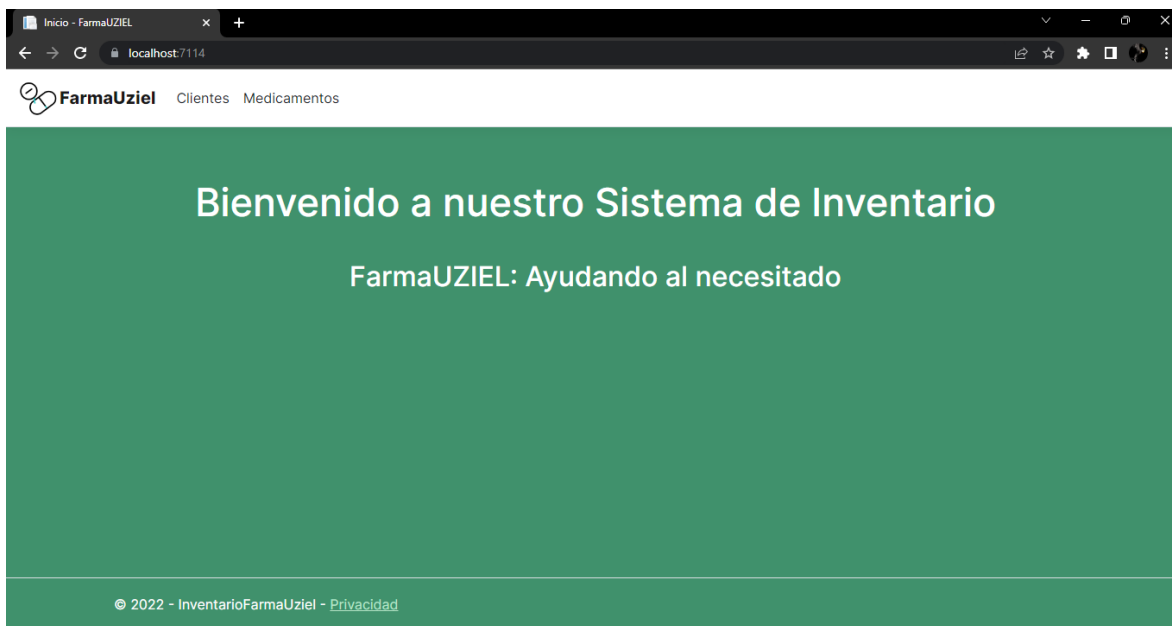 Inicio - FarmaUZIEL
localhost:7114
FarmaUziel Clientes Medicamentos
Bienvenido a nuestro Sistema de Inventario
FarmaUZIEL: Ayudando al necesitado
© 2022 - InventarioFarmaUziel - Privacidad